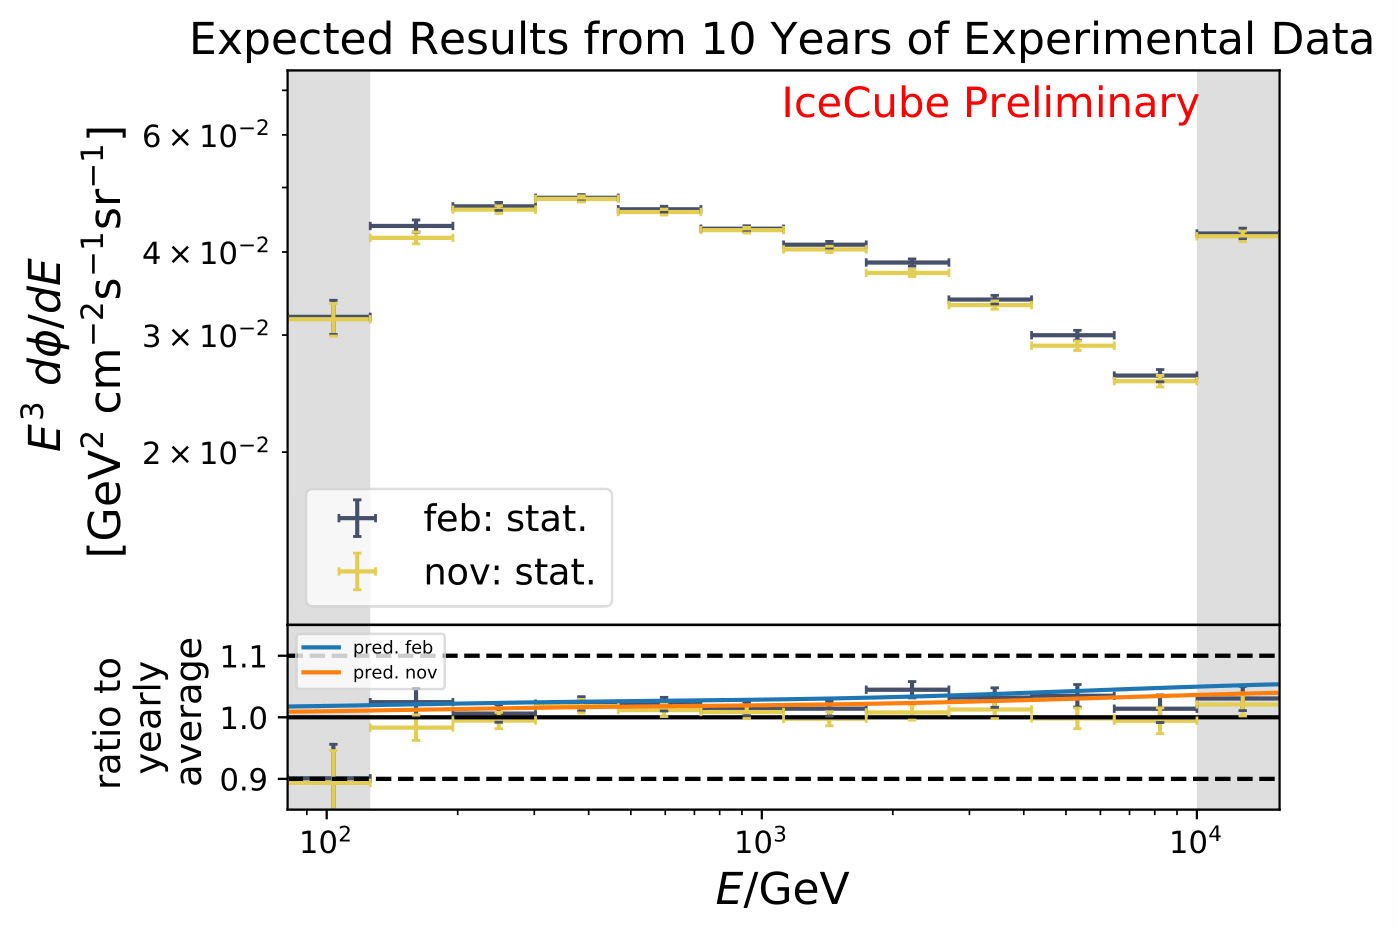 Expected Results from 10 Years of Experimental Data
IceCube Preliminary
E³ dϕ/dE
[GeV² cm⁻²s⁻¹sr⁻¹]
6 × 10⁻²
4 × 10⁻²
3 × 10⁻²
2 × 10⁻²
feb: stat.
nov: stat.
ratio to
yearly
average
1.1
1.0
0.9
pred. feb
pred. nov
10²
10³
10⁴
E/GeV